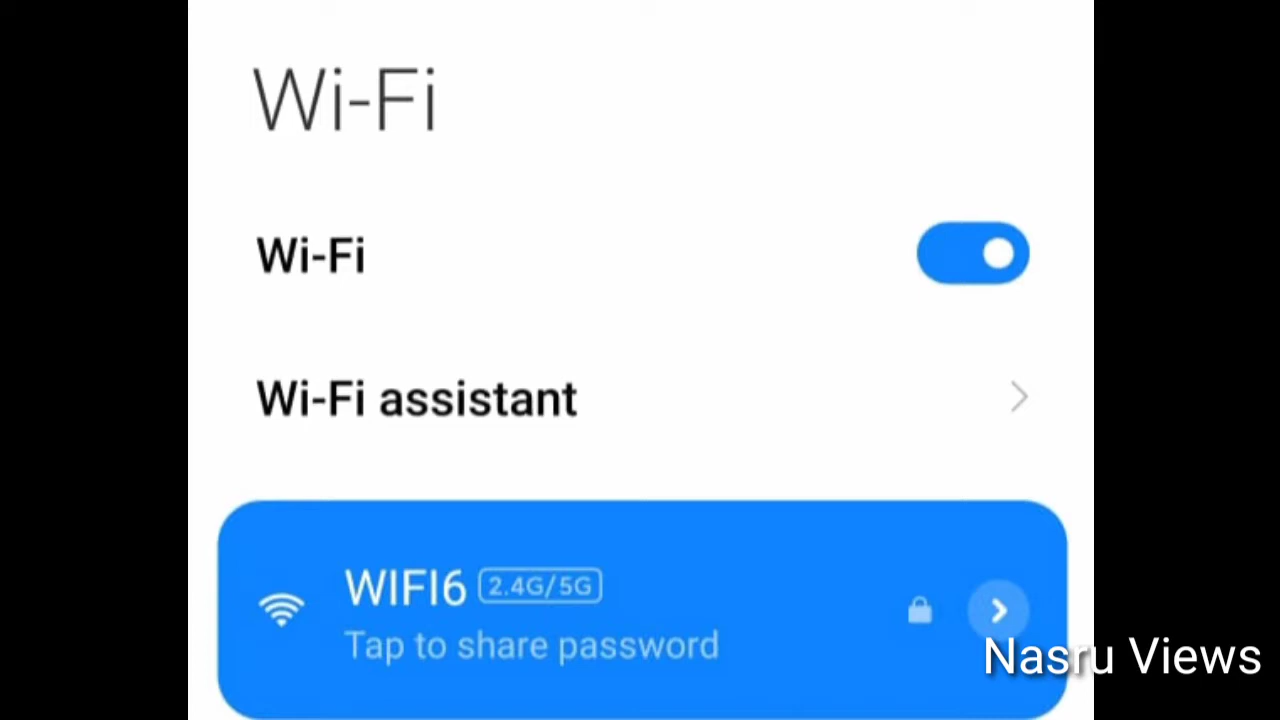 Wi-Fi
Wi-Fi
Wi-Fi assistant
WIFI6 2.4G/5G
Tap to share password
Nasru Views